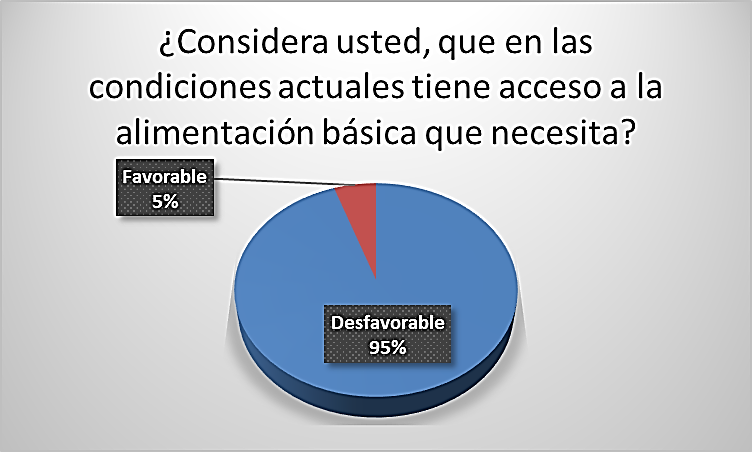 ¿Considera usted, que en las
condiciones actuales tiene acceso a la
alimentación básica que necesita?
Favorable
5%
Desfavorable
95%